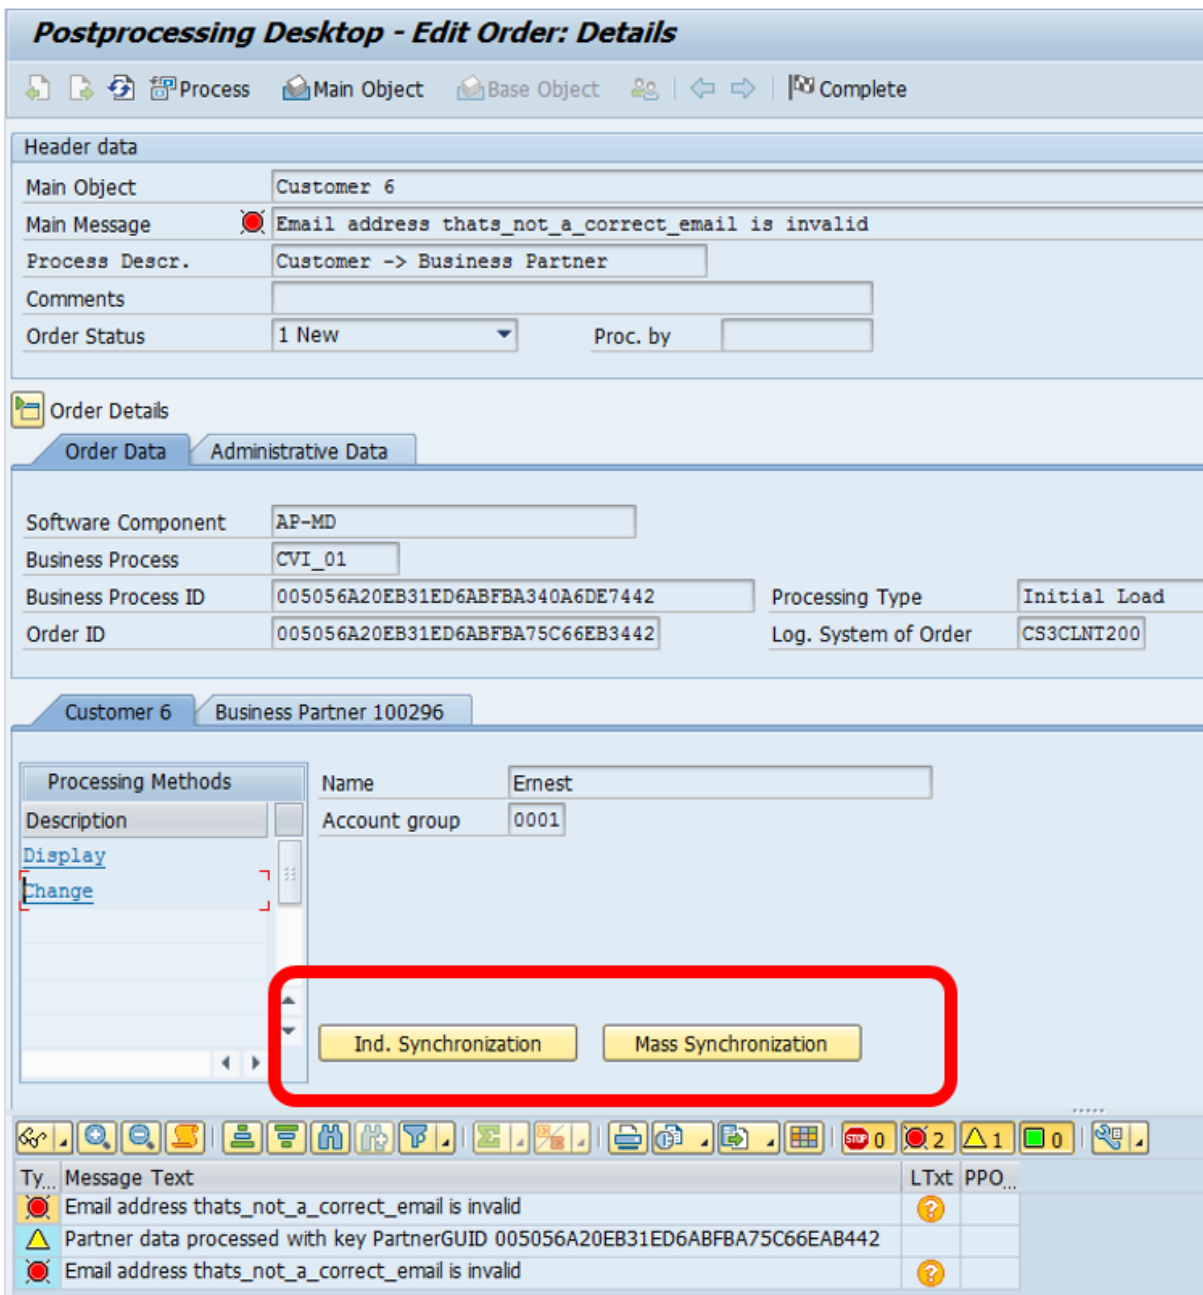 Postprocessing Desktop - Edit Order: Details
Process Main Object Base Object Complete
Header data
Main Object Customer 6
Main Message Email address thats_not_a_correct_email is invalid
Process Descr. Customer -> Business Partner
Comments
Order Status 1 New Proc. by
Order Details
Order Data Administrative Data
Software Component AP-MD
Business Process CVI_01
Business Process ID 005056A20EB31ED6ABFBA340A6DE7442 Processing Type Initial Load
Order ID 005056A20EB31ED6ABFBA75C66EB3442 Log. System of Order CS3CLNT200
Customer 6 Business Partner 100296
Processing Methods Name Ernest
Description Account group 0001
Display
Change
Ind. Synchronization Mass Synchronization
STOP 0 2 1 0
Ty... Message Text LTxt PPO...
Email address thats_not_a_correct_email is invalid
Partner data processed with key PartnerGUID 005056A20EB31ED6ABFBA75C66EAB442
Email address thats_not_a_correct_email is invalid